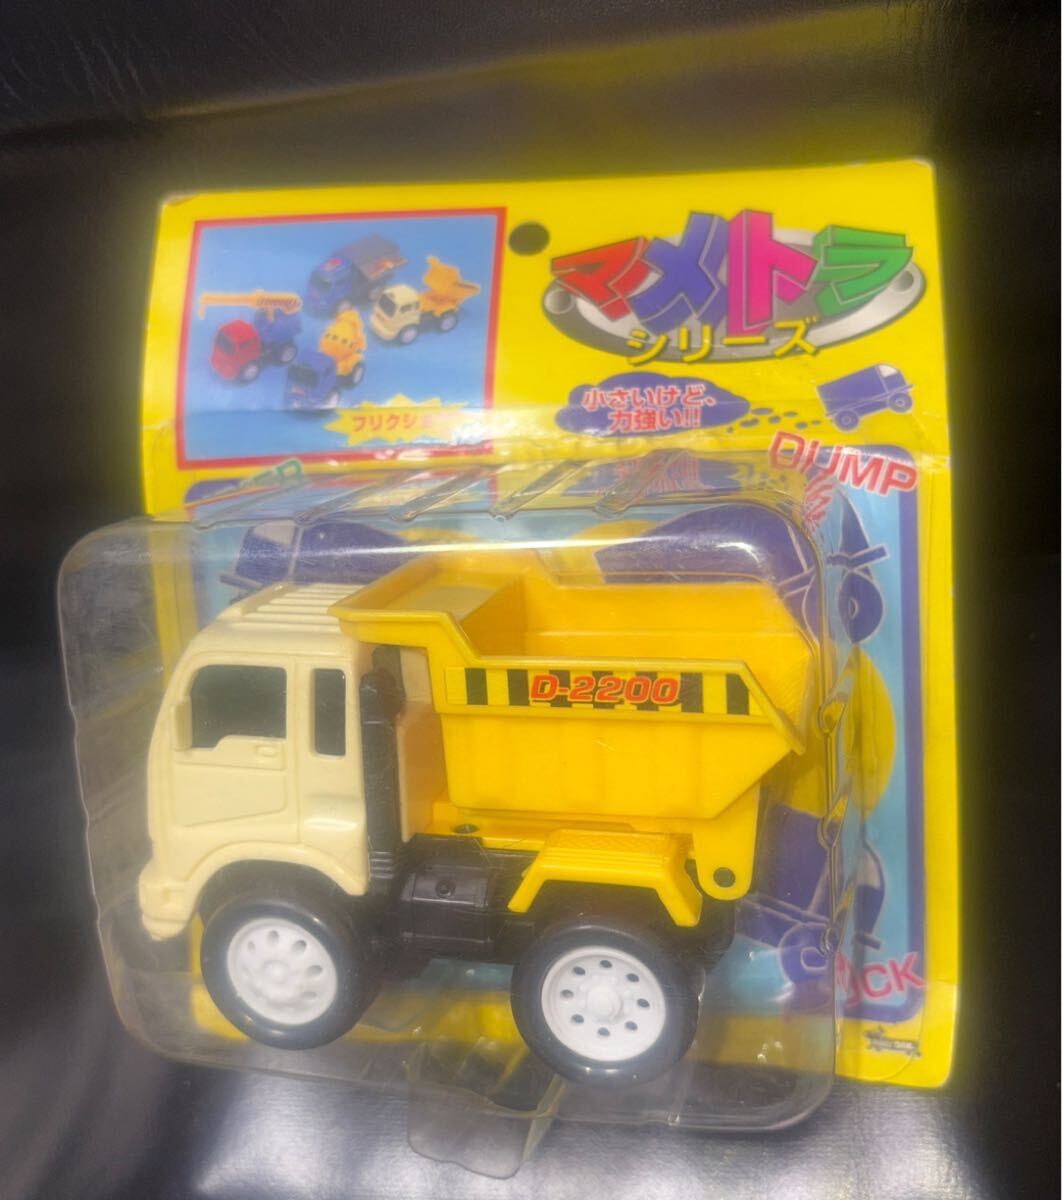 マメトラ
シリーズ
フリクショ
小さいけど、
力強い!!
DUMP
D-2200